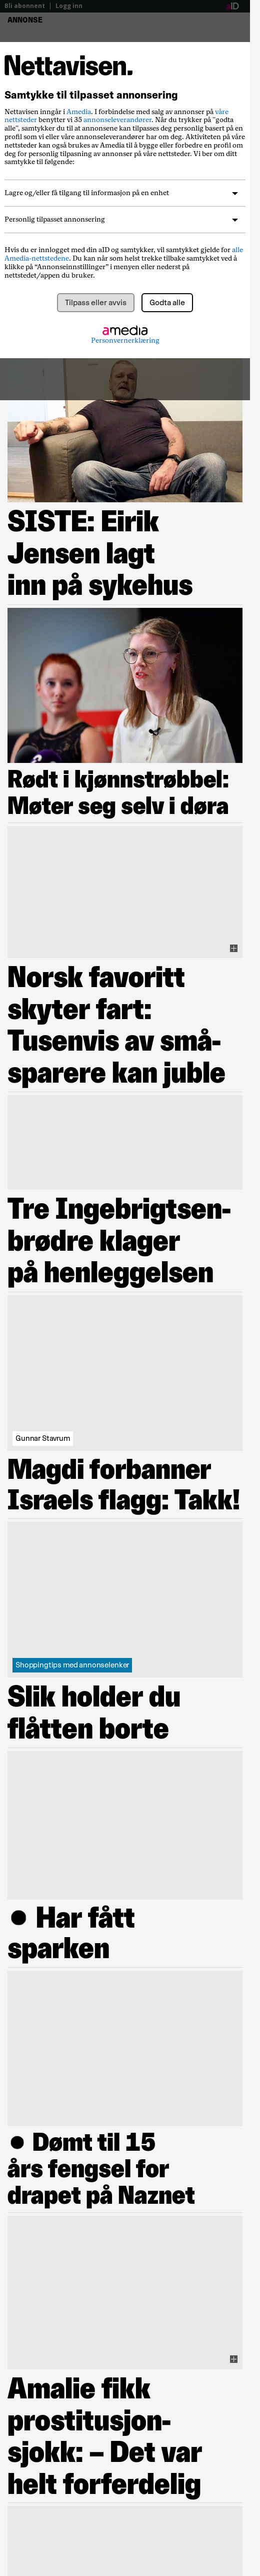 Bli abonnent | Logg inn
aID
ANNONSE
Nettavisen.
Samtykke til tilpasset annonsering
Nettavisen inngår i Amedia. I forbindelse med salg av annonser på våre
nettsteder benytter vi 35 annonseleverandører. Når du trykker på "godta
alle", samtykker du til at annonsene kan tilpasses deg personlig basert på en
profil som vi eller våre annonseleverandører har om deg. Aktiviteten på våre
nettsteder kan også brukes av Amedia til å bygge eller forbedre en profil om
deg for personlig tilpasning av annonser på våre nettsteder. Vi ber om ditt
samtykke til følgende:
Lagre og/eller få tilgang til informasjon på en enhet
Personlig tilpasset annonsering
Hvis du er innlogget med din aID og samtykker, vil samtykket gjelde for alle
Amedia-nettstedene. Du kan når som helst trekke tilbake samtykket ved å
klikke på “Annonseinnstillinger” i menyen eller nederst på
nettstedet/appen du bruker.
Tilpass eller avvis
Godta alle
amedia
Personvernerklæring
SISTE: Eirik
Jensen lagt
inn på sykehus
Rødt i kjønnstrøbbel:
Møter seg selv i døra
Norsk favoritt
skyter fart:
Tusenvis av små-
sparere kan juble
Tre Ingebrigtsen-
brødre klager
på henleggelsen
Gunnar Stavrum
Magdi forbanner
Israels flagg: Takk!
Shoppingtips med annonselenker
Slik holder du
flåtten borte
● Har fått
sparken
● Dømt til 15
års fengsel for
drapet på Naznet
Amalie fikk
prostitusjon-
sjokk: – Det var
helt forferdelig